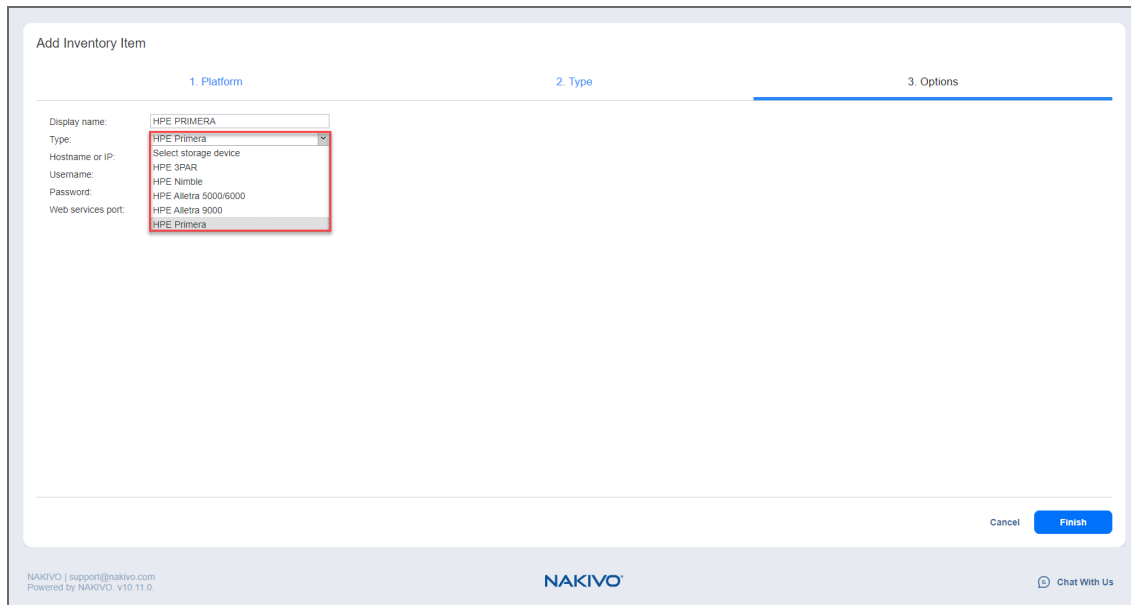 Add Inventory Item
1. Platform
2. Type
3. Options
Display name:
HPE PRIMERA
Type:
HPE Primera
Hostname or IP:
Select storage device
HPE 3PAR
Username:
HPE Nimble
Password:
HPE Alletra 5000/6000
Web services port:
HPE Alletra 9000
HPE Primera
Cancel
Finish
NAKIVO | support@nakivo.com
Powered by NAKIVO. v10.11.0.
NAKIVO®
Chat With Us